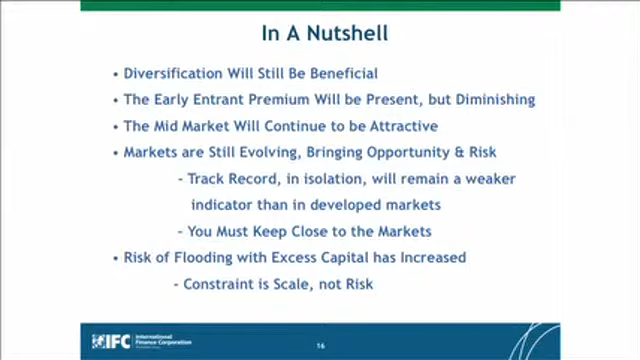 In A Nutshell
• Diversification Will Still Be Beneficial
• The Early Entrant Premium Will be Present, but Diminishing
• The Mid Market Will Continue to be Attractive
• Markets are Still Evolving, Bringing Opportunity & Risk
- Track Record, in isolation, will remain a weaker
indicator than in developed markets
- You Must Keep Close to the Markets
• Risk of Flooding with Excess Capital has Increased
- Constraint is Scale, not Risk
IFC
International
Finance Corporation
16